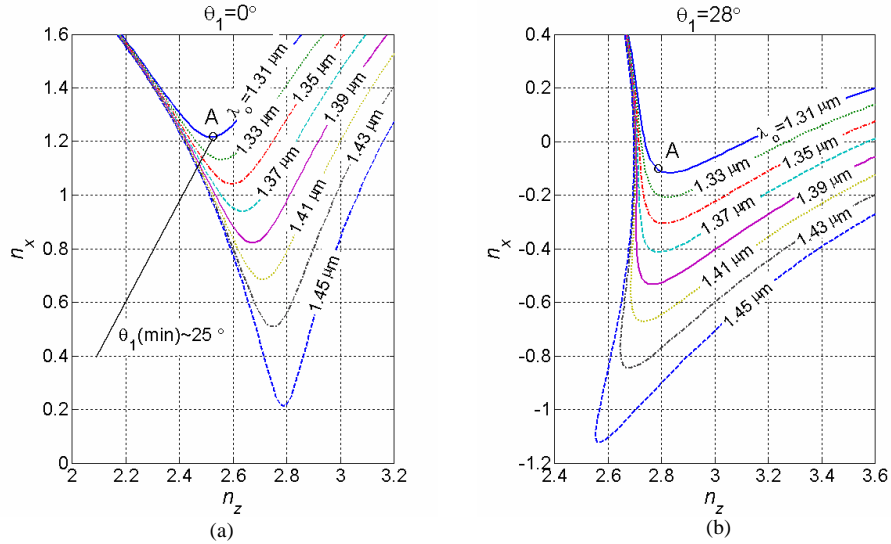 θ₁=0°
1.6
1.4
1.2
1
0.8
0.6
0.4
0.2
0
nₓ
2
2.2
2.4
2.6
2.8
3
3.2
n_z
A
λₒ=1.31 μm
1.33 μm
1.35 μm
1.37 μm
1.39 μm
1.41 μm
1.43 μm
1.45 μm
θ₁(min)~25 °
(a)
θ₁=28°
0.4
0.2
0
-0.2
-0.4
-0.6
-0.8
-1
-1.2
nₓ
2.4
2.6
2.8
3
3.2
3.4
3.6
n_z
A
λₒ=1.31 μm
1.33 μm
1.35 μm
1.37 μm
1.39 μm
1.41 μm
1.43 μm
1.45 μm
(b)